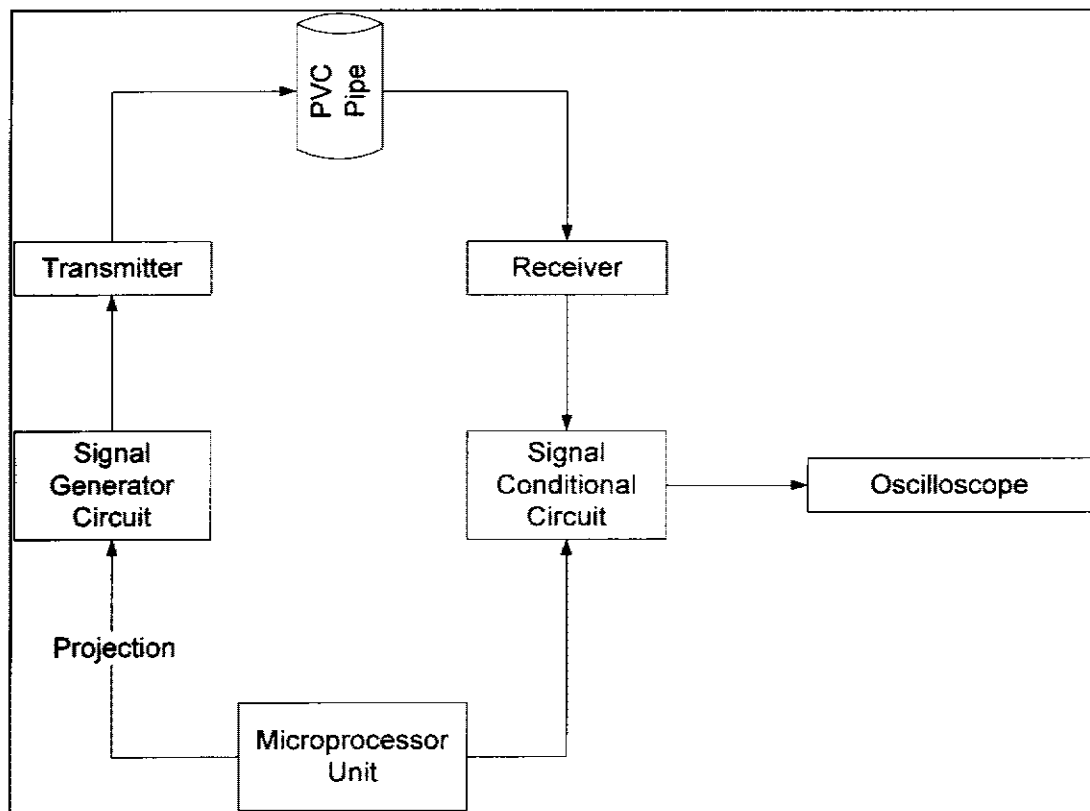 PVC
Pipe
Transmitter
Receiver
Signal
Generator
Circuit
Signal
Conditional
Circuit
Oscilloscope
Projection
Microprocessor
Unit